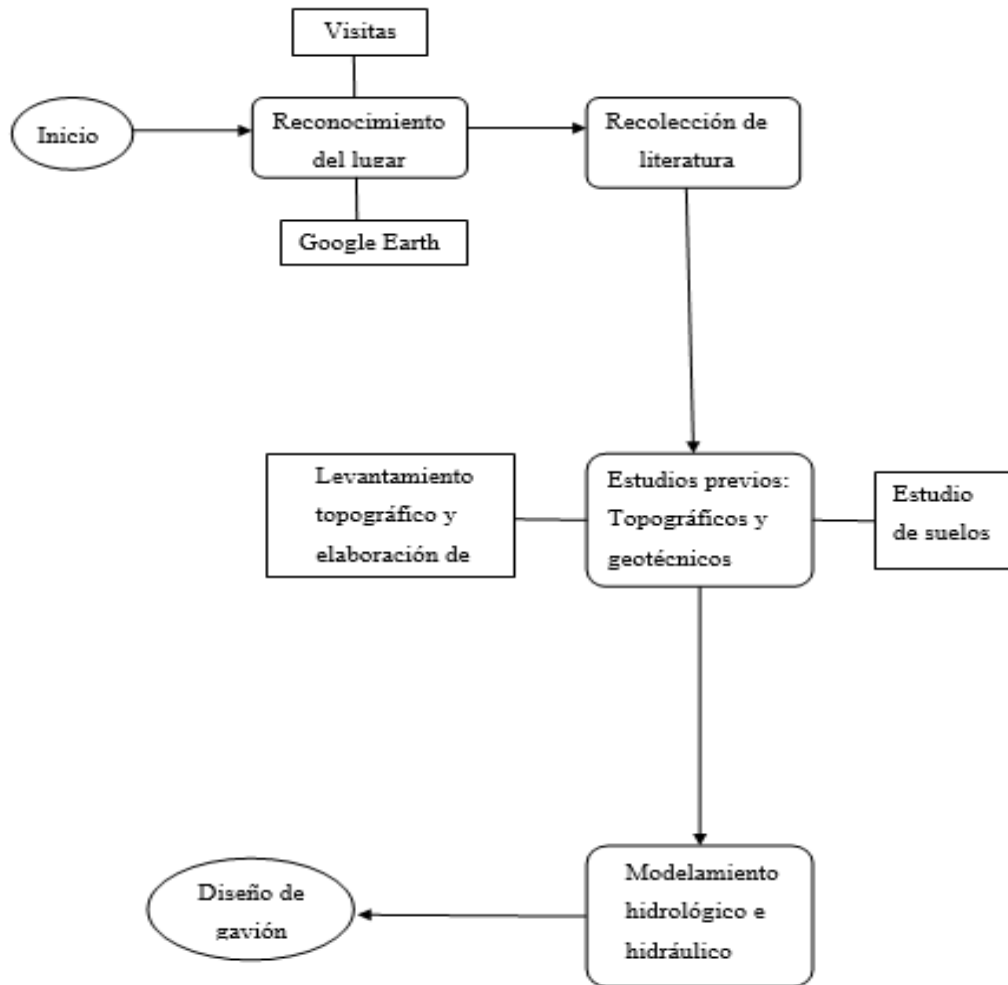 Visitas
Inicio
Reconocimiento
del lugar
Recolección de
literatura
Google Earth
Levantamiento
topográfico y
elaboración de
Estudios previos:
Topográficos y
geotécnicos
Estudio
de suelos
Modelamiento
hidrológico e
hidráulico
Diseño de
gavión